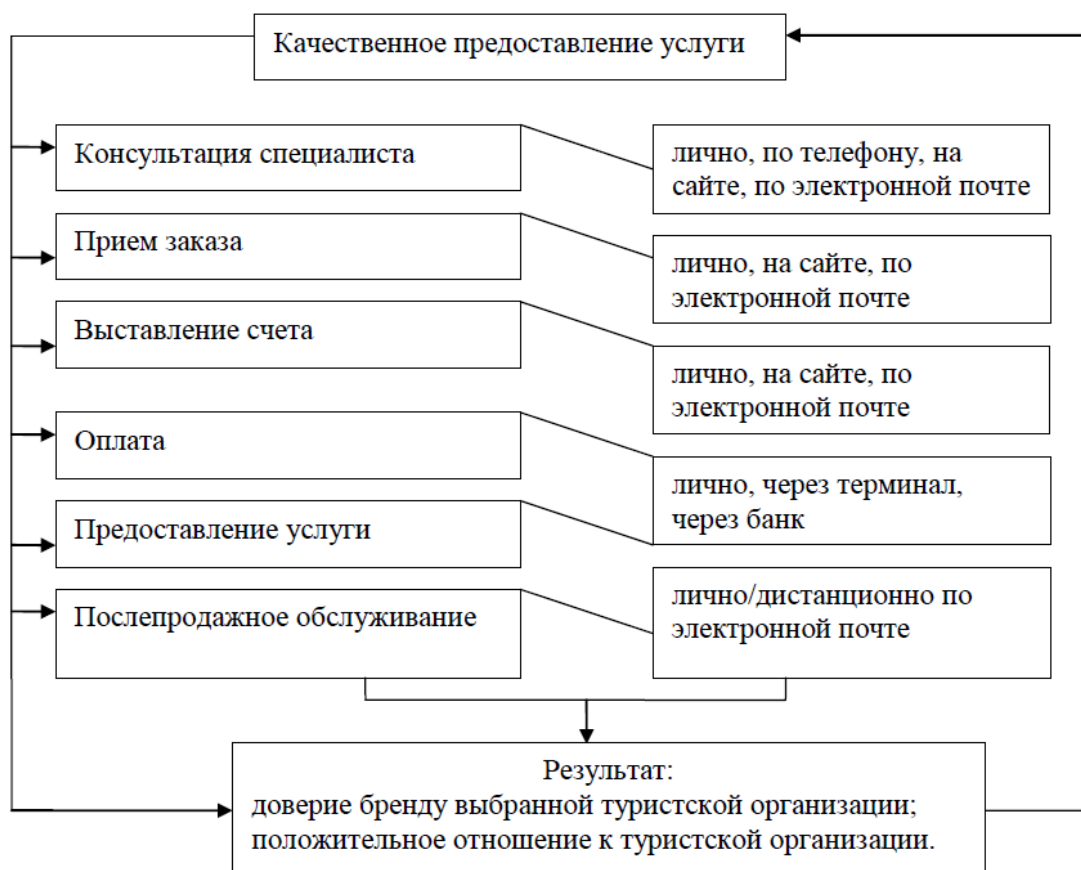 Качественное предоставление услуги
Консультация специалиста
лично, по телефону, на
сайте, по электронной почте
Прием заказа
лично, на сайте, по
электронной почте
Выставление счета
лично, на сайте, по
электронной почте
Оплата
лично, через терминал,
через банк
Предоставление услуги
Послепродажное обслуживание
лично/дистанционно по
электронной почте
Результат:
доверие бренду выбранной туристской организации;
положительное отношение к туристской организации.